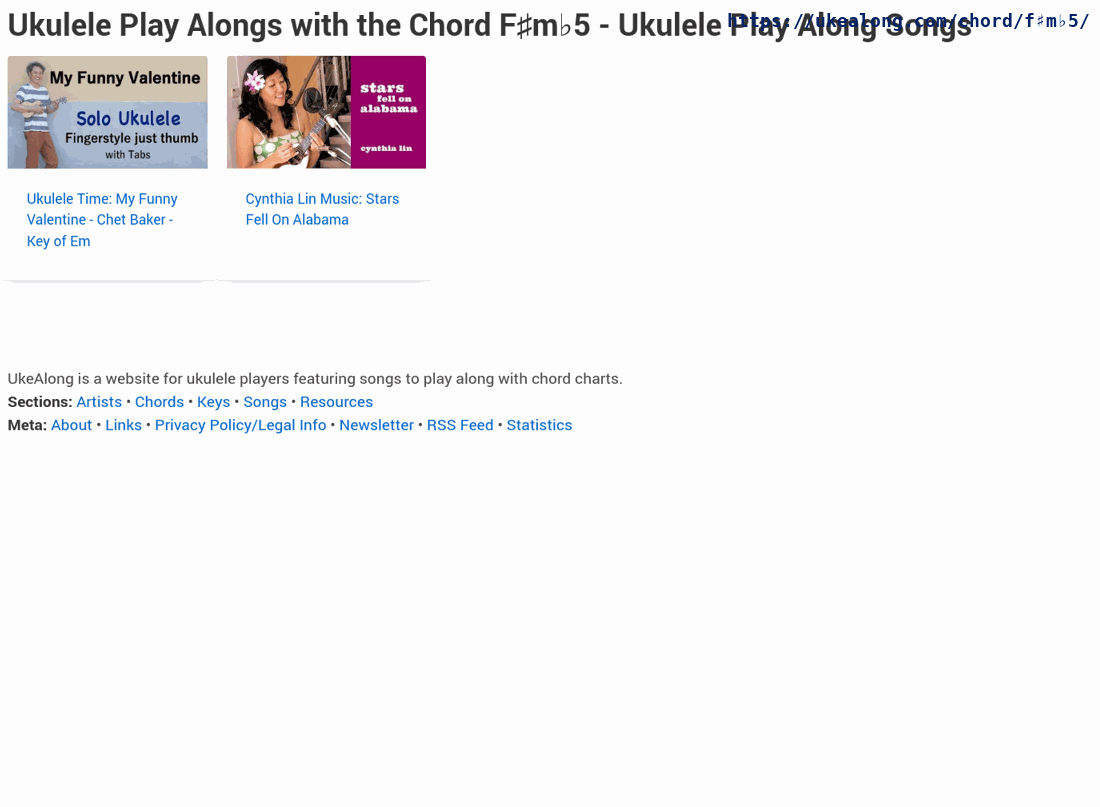 Ukulele Play Alongs with the Chord F♯m♭5 - Ukulele Play Along Songs
https://ukealong.com/chord/f♯m♭5/
My Funny Valentine
Solo Ukulele
Fingerstyle just thumb
with Tabs
stars
fell on
alabama
cynthia lin
Ukulele Time: My Funny
Valentine - Chet Baker -
Key of Em
Cynthia Lin Music: Stars
Fell On Alabama
UkeAlong is a website for ukulele players featuring songs to play along with chord charts.
Sections: Artists • Chords • Keys • Songs • Resources
Meta: About • Links • Privacy Policy/Legal Info • Newsletter • RSS Feed • Statistics